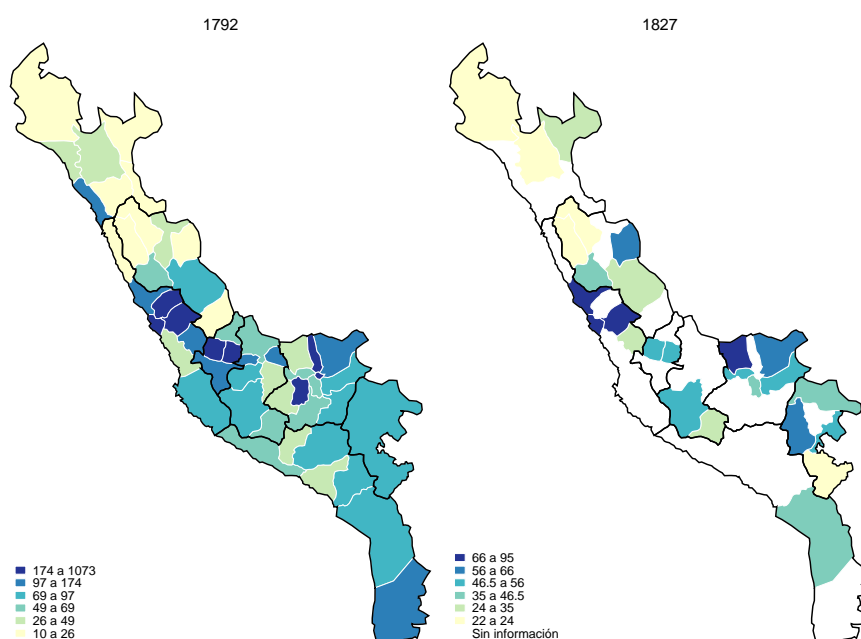 1792
1827
174 a 1073
97 a 174
69 a 97
49 a 69
26 a 49
10 a 26
66 a 95
56 a 66
46.5 a 56
35 a 46.5
24 a 35
22 a 24
Sin información